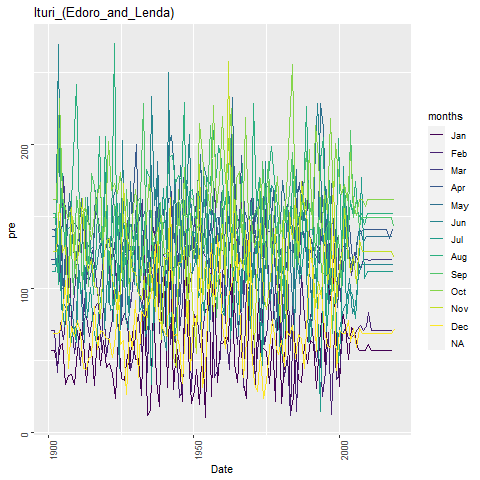 Ituri_(Edoro_and_Lenda)
pre
200
100
0
1900
1950
2000
Date
months
Jan
Feb
Mar
Apr
May
Jun
Jul
Aug
Sep
Oct
Nov
Dec
NA